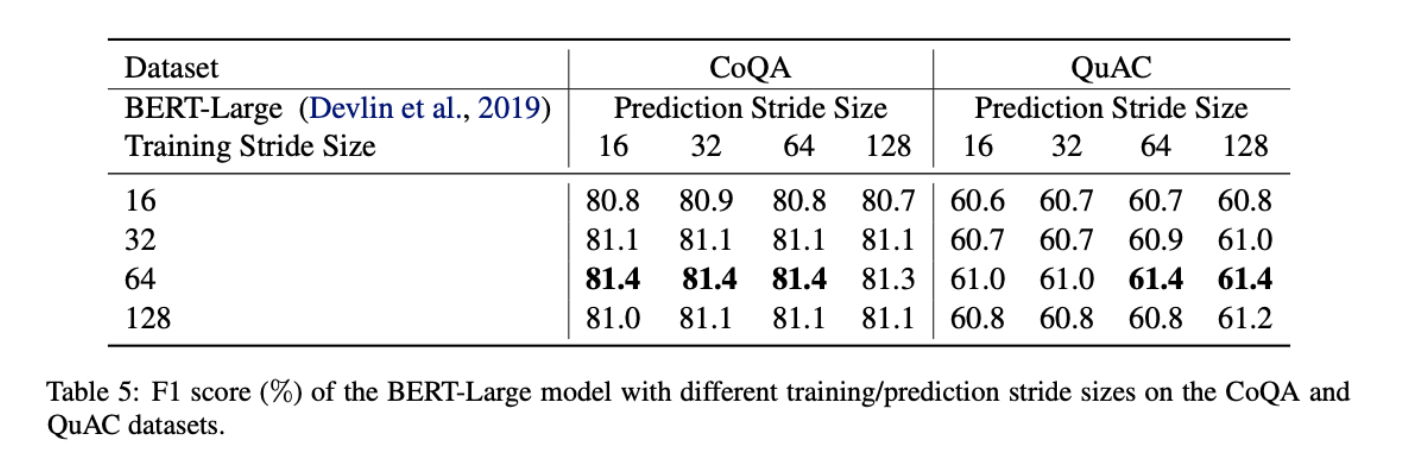 Dataset CoQA QuAC
BERT-Large (Devlin et al., 2019) Prediction Stride Size Prediction Stride Size
Training Stride Size 16 32 64 128 16 32 64 128
16 80.8 80.9 80.8 80.7 60.6 60.7 60.7 60.8
32 81.1 81.1 81.1 81.1 60.7 60.7 60.9 61.0
64 81.4 81.4 81.4 81.3 61.0 61.0 61.4 61.4
128 81.0 81.1 81.1 81.1 60.8 60.8 60.8 61.2
Table 5: F1 score (%) of the BERT-Large model with different training/prediction stride sizes on the CoQA and
QuAC datasets.